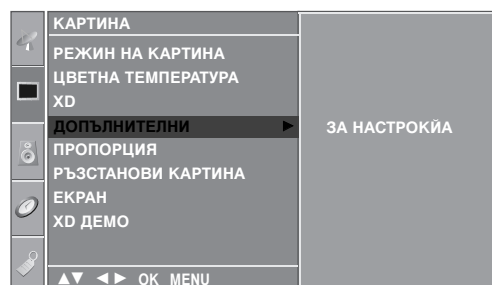 КАРТИНА
РЕЖИН НА КАРТИНА
ЦВЕТНА ТЕМПЕРАТУРА
XD
ДОПЪЛНИТЕЛНИ ►
ЗА НАСТРОКЙА
ПРОПОРЦИЯ
РЪЗСТАНОВИ КАРТИНА
ЕКРАН
XD ДЕМО
▲▼ ◄► OK MENU